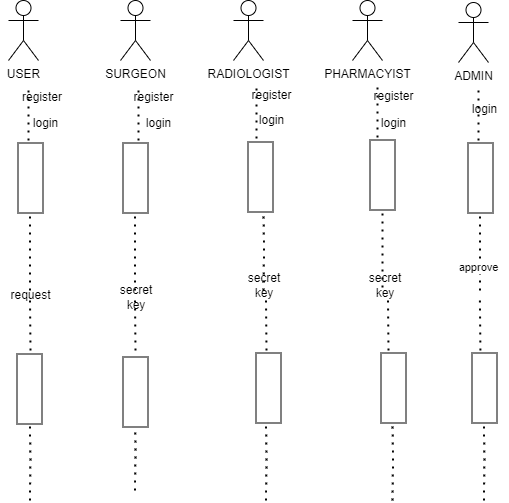 USER
SURGEON
RADIOLOGIST
PHARMACYIST
ADMIN
register
register
register
register
login
login
login
login
login
request
secret
key
secret
key
secret
key
approve